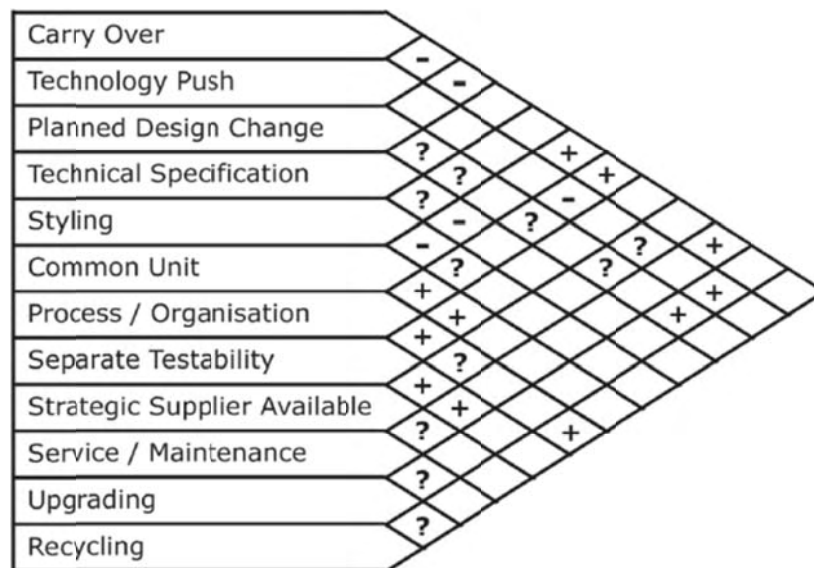 Carry Over
-
Technology Push -
Planned Design Change
? +
Technical Specification ? +
? -
Styling - ?
- ? +
Common Unit ? ?
+ +
Process / Organisation + +
+
Separate Testability ?
+
Strategic Supplier Available +
? +
Service / Maintenance
?
Upgrading
?
Recycling